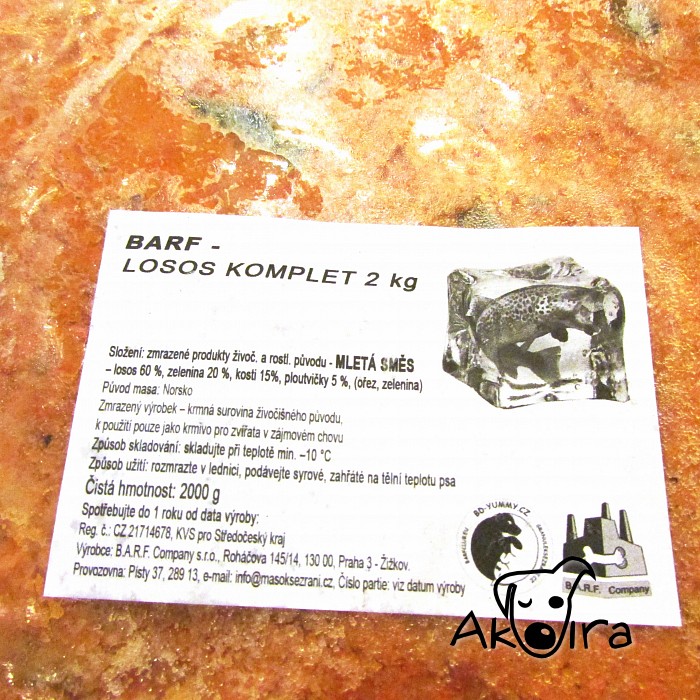 BARF -
LOSOS KOMPLET 2 kg
Složení: zmrazené produkty živoč. a rostl. původu - MLETÁ SMĚS
– losos 60 %, zelenina 20 %, kosti 15%, ploutvičky 5 %, (ořez, zelenina)
Původ masa: Norsko
Zmrazený výrobek – krmná surovina živočišného původu,
k použití pouze jako krmivo pro zvířata v zájmovém chovu
Způsob skladování: skladujte při teplotě min. –10 °C
Způsob užití: rozmrazte v lednici, podávejte syrové, zahřáté na tělní teplotu psa
Čistá hmotnost: 2000 g
Spotřebujte do 1 roku od data výroby:
Reg. č.: CZ 21714678, KVS pro Středočeský kraj
Výrobce: B.A.R.F. Company s.r.o., Roháčova 145/14, 130 00, Praha 3 - Žižkov.
Provozovna: Písty 37, 289 13, e-mail: info@masoksezrani.cz, Číslo partie: viz datum výroby
BD-YUMMY.CZ
B.A.R.F. Company
Akoira